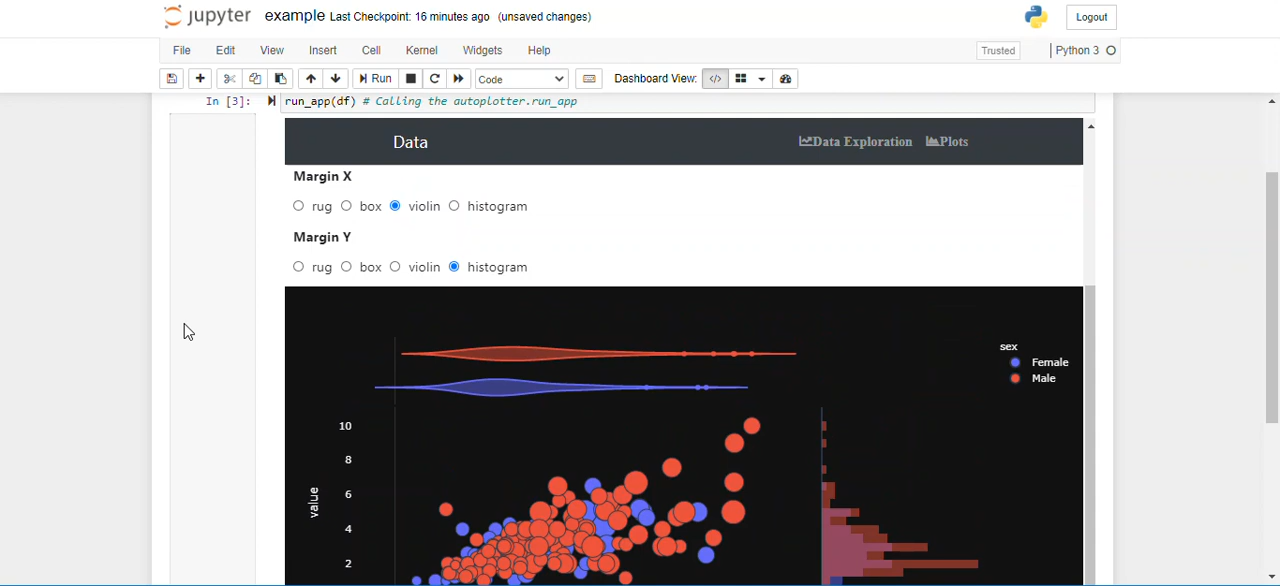 jupyter example Last Checkpoint: 16 minutes ago (unsaved changes) Logout
File Edit View Insert Cell Kernel Widgets Help Trusted Python 3
Run Code Dashboard View: </>
In [3]: run_app(df) # Calling the autoplotter.run_app
Data Data Exploration Plots
Margin X
rug box violin histogram
Margin Y
rug box violin histogram
sex
Female
Male
10
8
6
4
2
value